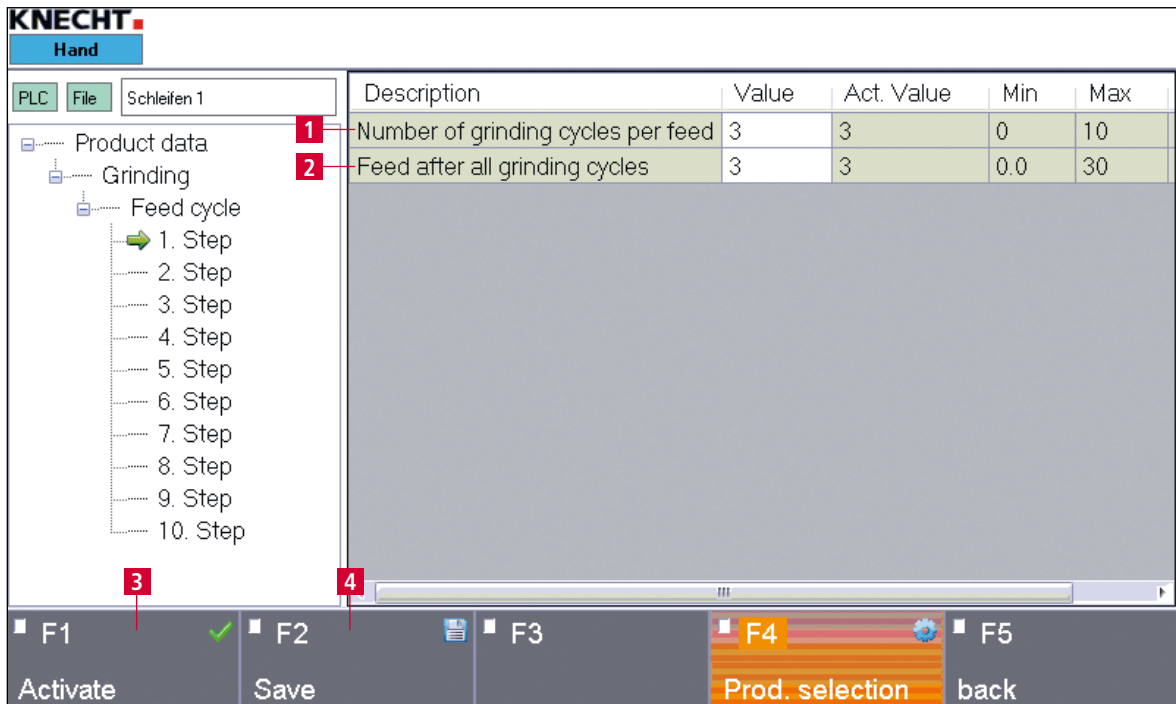 KNECHT
Hand
PLC File Schleifen 1
Description Value Act. Value Min Max
1 Number of grinding cycles per feed 3 3 0 10
2 Feed after all grinding cycles 3 3 0.0 30
Product data
Grinding
Feed cycle
1. Step
2. Step
3. Step
4. Step
5. Step
6. Step
7. Step
8. Step
9. Step
10. Step
3 4
F1 F2 F3 F4 F5
Activate Save Prod. selection back